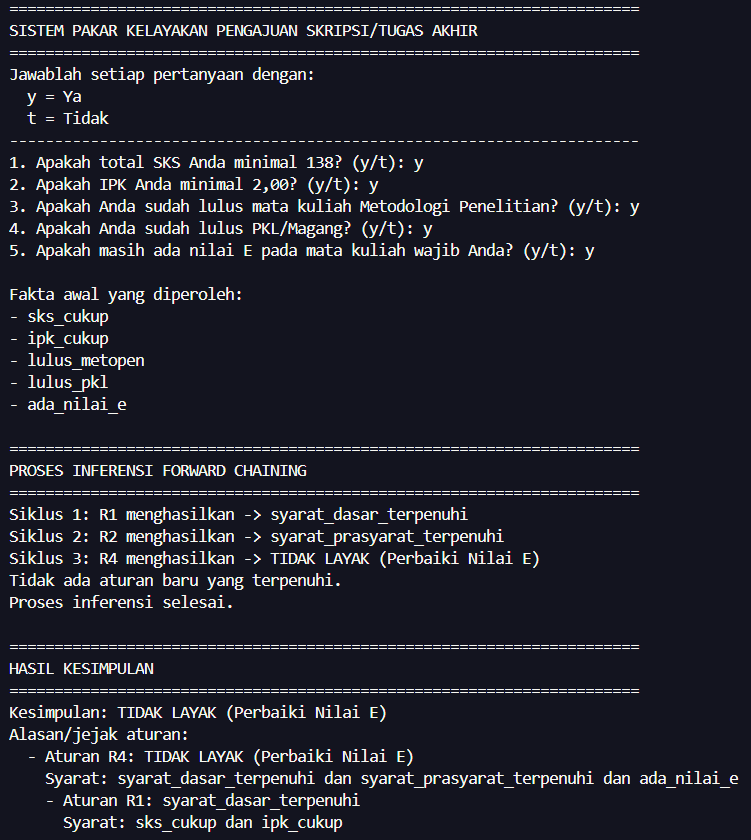 ======================================================================
SISTEM PAKAR KELAYAKAN PENGAJUAN SKRIPSI/TUGAS AKHIR
======================================================================
Jawablah setiap pertanyaan dengan:
  y = Ya
  t = Tidak
----------------------------------------------------------------------
1. Apakah total SKS Anda minimal 138? (y/t): y
2. Apakah IPK Anda minimal 2,00? (y/t): y
3. Apakah Anda sudah lulus mata kuliah Metodologi Penelitian? (y/t): y
4. Apakah Anda sudah lulus PKL/Magang? (y/t): y
5. Apakah masih ada nilai E pada mata kuliah wajib Anda? (y/t): y

Fakta awal yang diperoleh:
- sks_cukup
- ipk_cukup
- lulus_metopen
- lulus_pkl
- ada_nilai_e

======================================================================
PROSES INFERENSI FORWARD CHAINING
======================================================================
Siklus 1: R1 menghasilkan -> syarat_dasar_terpenuhi
Siklus 2: R2 menghasilkan -> syarat_prasyarat_terpenuhi
Siklus 3: R4 menghasilkan -> TIDAK LAYAK (Perbaiki Nilai E)
Tidak ada aturan baru yang terpenuhi.
Proses inferensi selesai.

======================================================================
HASIL KESIMPULAN
======================================================================
Kesimpulan: TIDAK LAYAK (Perbaiki Nilai E)
Alasan/jejak aturan:
  - Aturan R4: TIDAK LAYAK (Perbaiki Nilai E)
    Syarat: syarat_dasar_terpenuhi dan syarat_prasyarat_terpenuhi dan ada_nilai_e
    - Aturan R1: syarat_dasar_terpenuhi
      Syarat: sks_cukup dan ipk_cukup